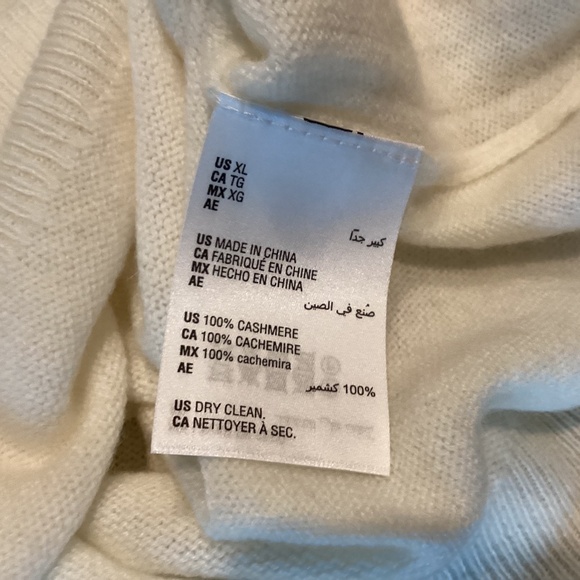 US XL
CA TG
MX XG
AE
كبير جدًا
US MADE IN CHINA
CA FABRIQUÉ EN CHINE
MX HECHO EN CHINA
AE
صُنع في الصين
US 100% CASHMERE
CA 100% CACHEMIRE
MX 100% cachemira
AE
100% كشمير
US DRY CLEAN.
CA NETTOYER À SEC.